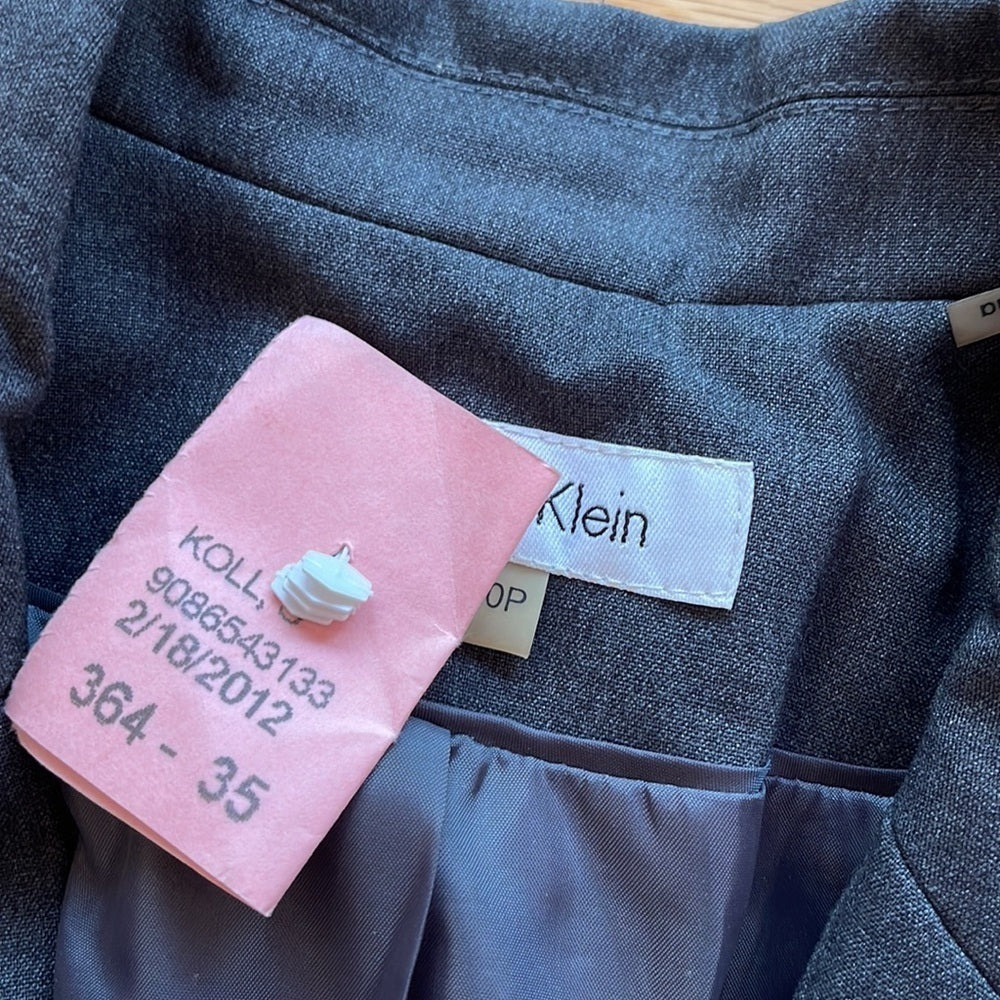 Klein
0P
KOLL,
9086543133
2/18/2012
364 - 35